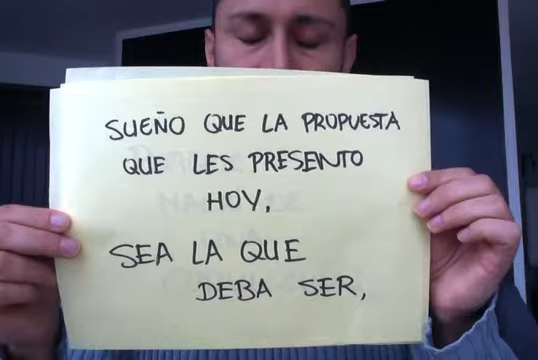 SUEÑO QUE LA PROPUESTA
QUE LES PRESENTO
HOY,
SEA LA QUE
DEBA SER,